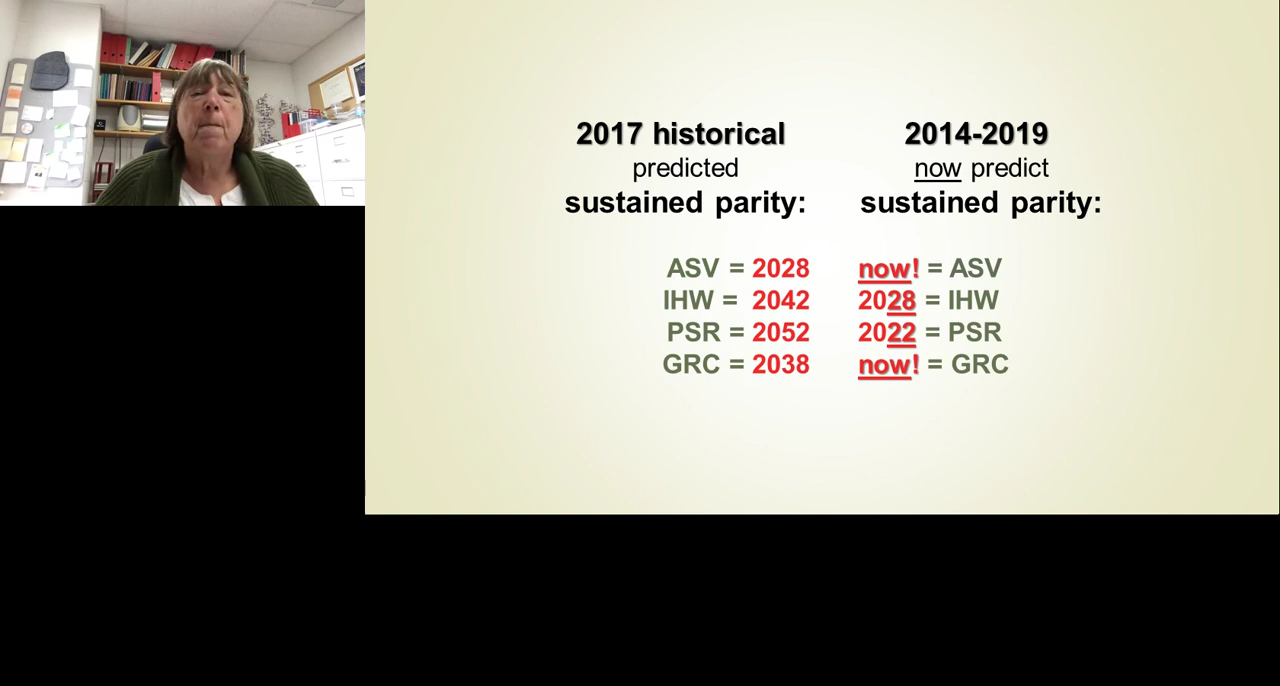 2017 historical
predicted
sustained parity:
ASV = 2028
IHW = 2042
PSR = 2052
GRC = 2038
2014-2019
now predict
sustained parity:
now! = ASV
2028 = IHW
2022 = PSR
now! = GRC